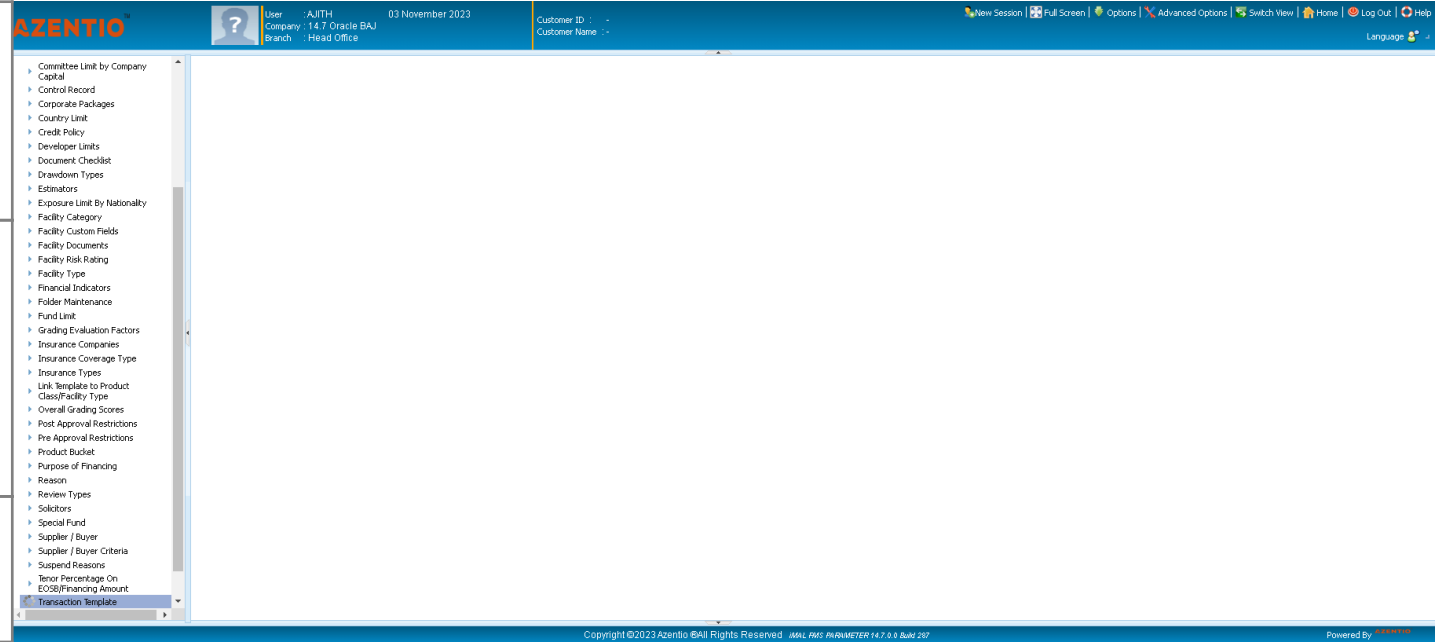 AZENTIO
User : AJITH 03 November 2023
Company : 14.7 Oracle BAJ
Branch : Head Office
Customer ID : -
Customer Name : -
New Session | Full Screen | Options | Advanced Options | Switch View | Home | Log Out | Help
Language
Committee Limit by Company
Capital
Control Record
Corporate Packages
Country Limit
Credit Policy
Developer Limits
Document Checklist
Drawdown Types
Estimators
Exposure Limit By Nationality
Facility Category
Facility Custom Fields
Facility Documents
Facility Risk Rating
Facility Type
Financial Indicators
Folder Maintenance
Fund Limit
Grading Evaluation Factors
Insurance Companies
Insurance Coverage Type
Insurance Types
Link Template to Product
Class/Facility Type
Overall Grading Scores
Post Approval Restrictions
Pre Approval Restrictions
Product Bucket
Purpose of Financing
Reason
Review Types
Solicitors
Special Fund
Supplier / Buyer
Supplier / Buyer Criteria
Suspend Reasons
Tenor Percentage On
EOSB/Financing Amount
Transaction Template
Copyright ©2023 Azentio ®All Rights Reserved iMAL FMS PARAMETER 14.7.0.0 Build 287
Powered By AZENTIO